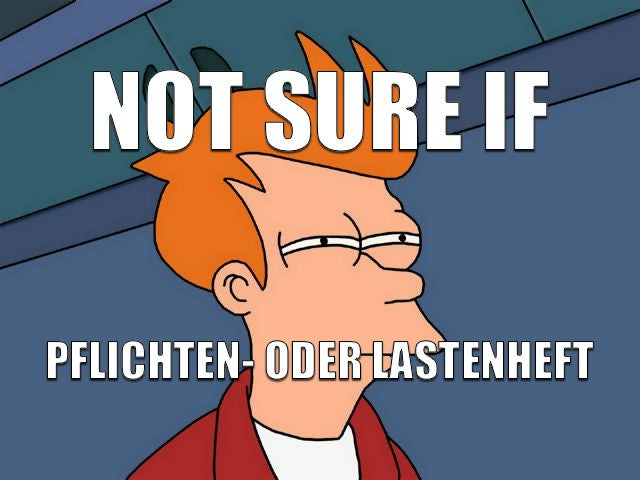 NOT SURE IF
PFLICHTEN- ODER LASTENHEFT